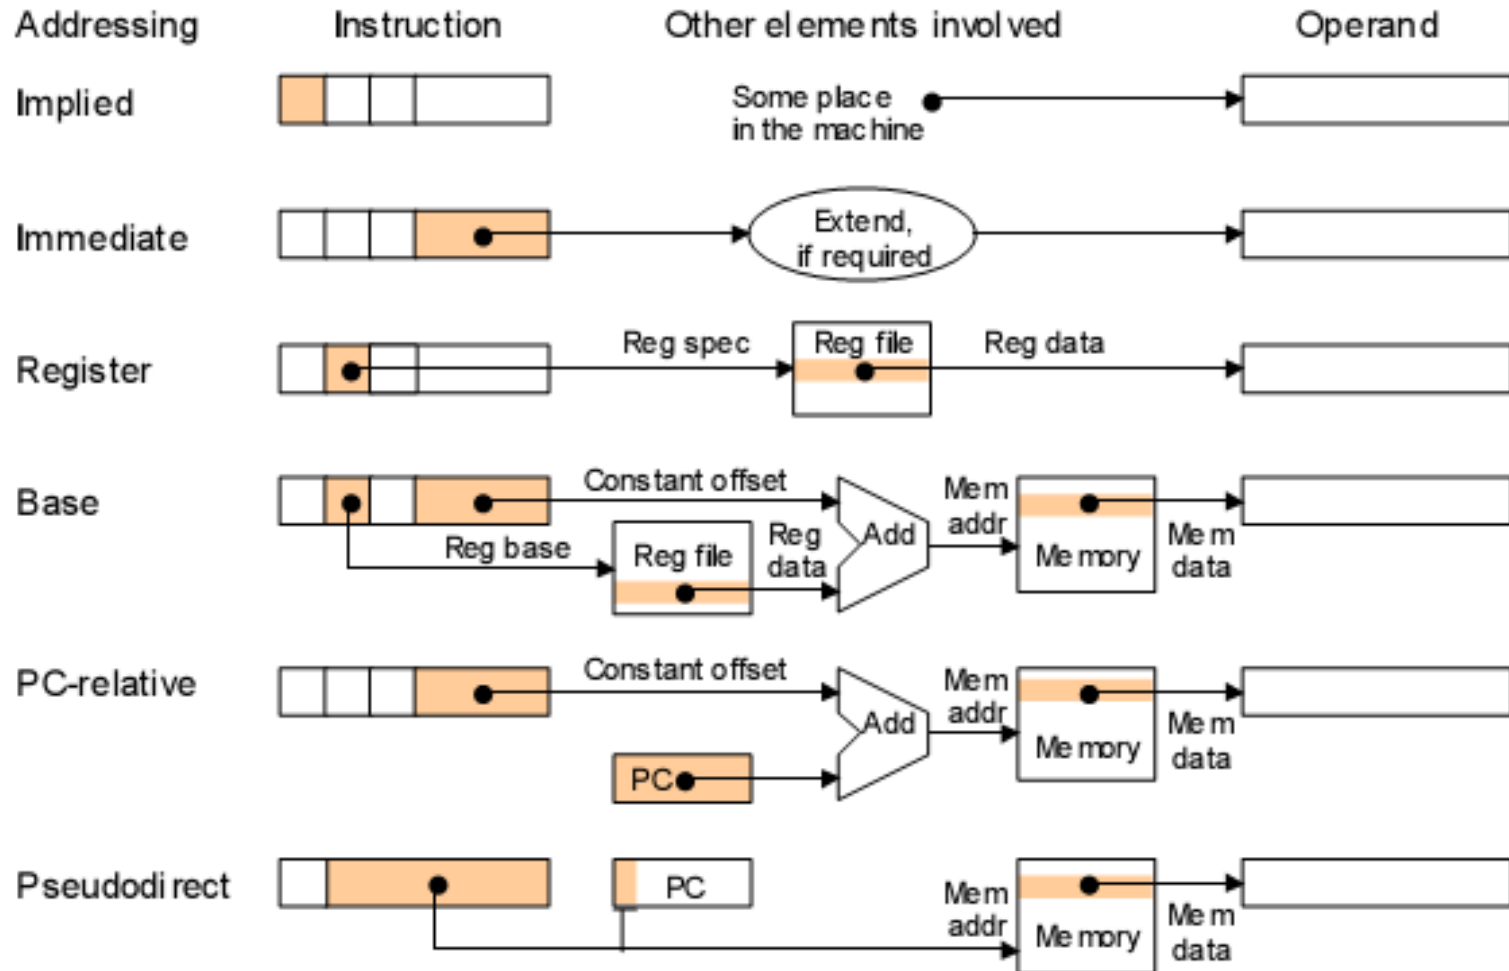 Addressing Instruction Other elements involved Operand
Implied
Some place
in the machine
Immediate
Extend,
if required
Register
Reg spec
Reg file
Reg data
Base
Constant offset
Reg base
Reg file
Reg
data
Add
Mem
addr
Memory
Mem
data
PC-relative
Constant offset
PC
Add
Mem
addr
Memory
Mem
data
Pseudodirect
PC
Mem
addr
Memory
Mem
data